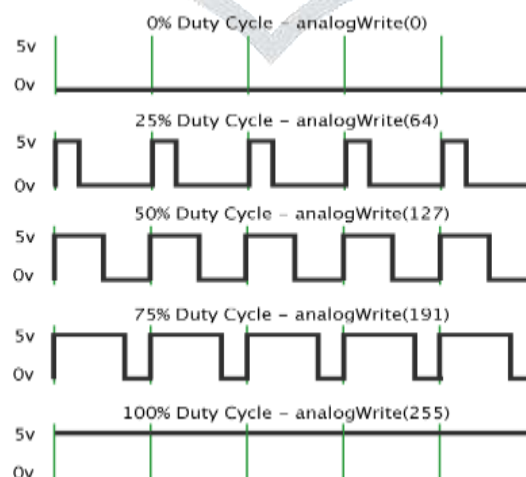 0% Duty Cycle – analogWrite(0)
5v
0v
25% Duty Cycle – analogWrite(64)
5v
0v
50% Duty Cycle – analogWrite(127)
5v
0v
75% Duty Cycle – analogWrite(191)
5v
0v
100% Duty Cycle – analogWrite(255)
5v
0v